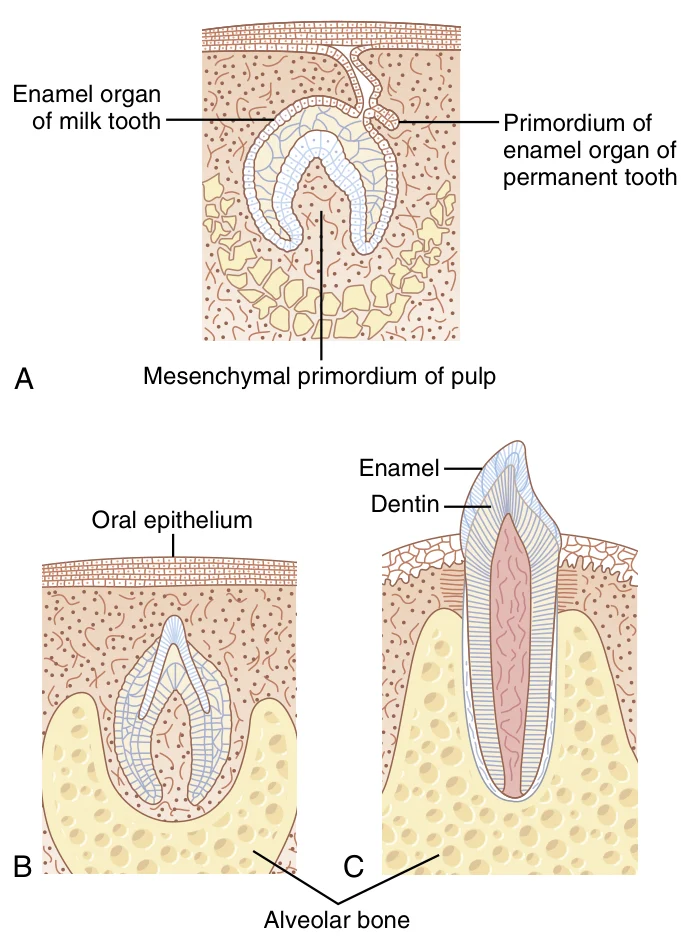 Enamel organ
of milk tooth
Primordium of
enamel organ of
permanent tooth
Mesenchymal primordium of pulp
A
Enamel
Dentin
Oral epithelium
B
C
Alveolar bone